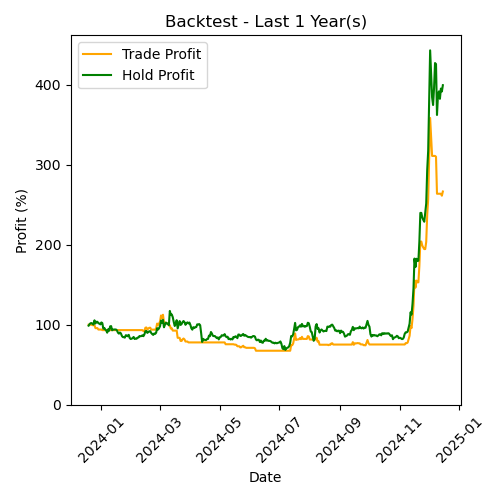 Backtest - Last 1 Year(s)
Trade Profit
Hold Profit
Profit (%)
400
300
200
100
0
2024-01
2024-03
2024-05
2024-07
2024-09
2024-11
2025-01
Date